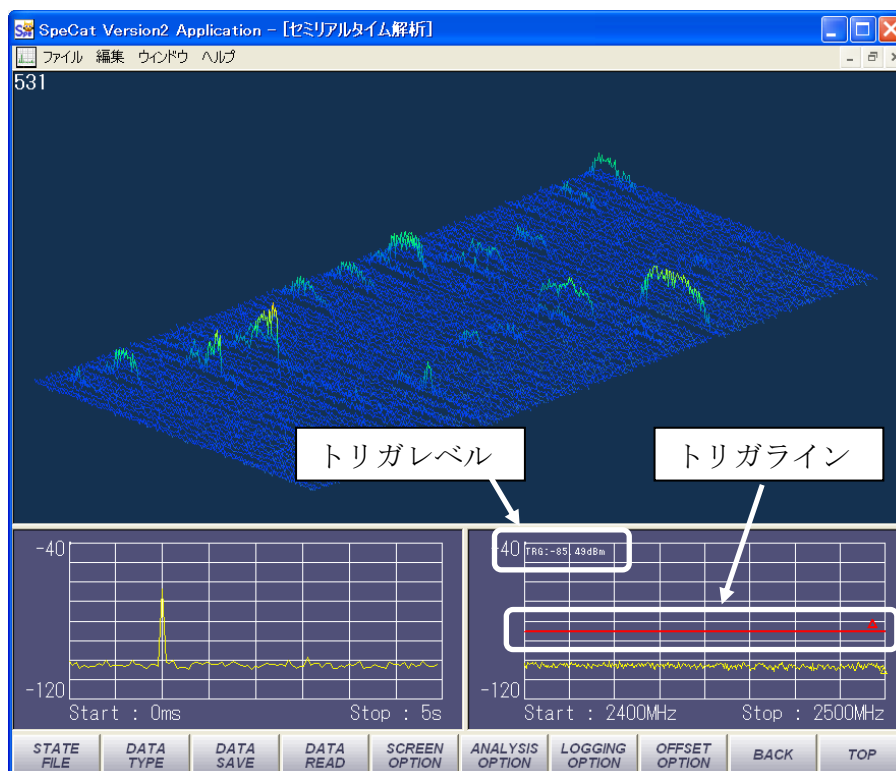 SpeCat Version2 Application - [セミリアルタイム解析]
ファイル 編集 ウィンドウ ヘルプ
531
トリガレベル
トリガライン
-40
-120
Start : 0ms
Stop : 5s
-40
TRG:-85.49dBm
-120
Start : 2400MHz
Stop : 2500MHz
STATE FILE
DATA TYPE
DATA SAVE
DATA READ
SCREEN OPTION
ANALYSIS OPTION
LOGGING OPTION
OFFSET OPTION
BACK
TOP